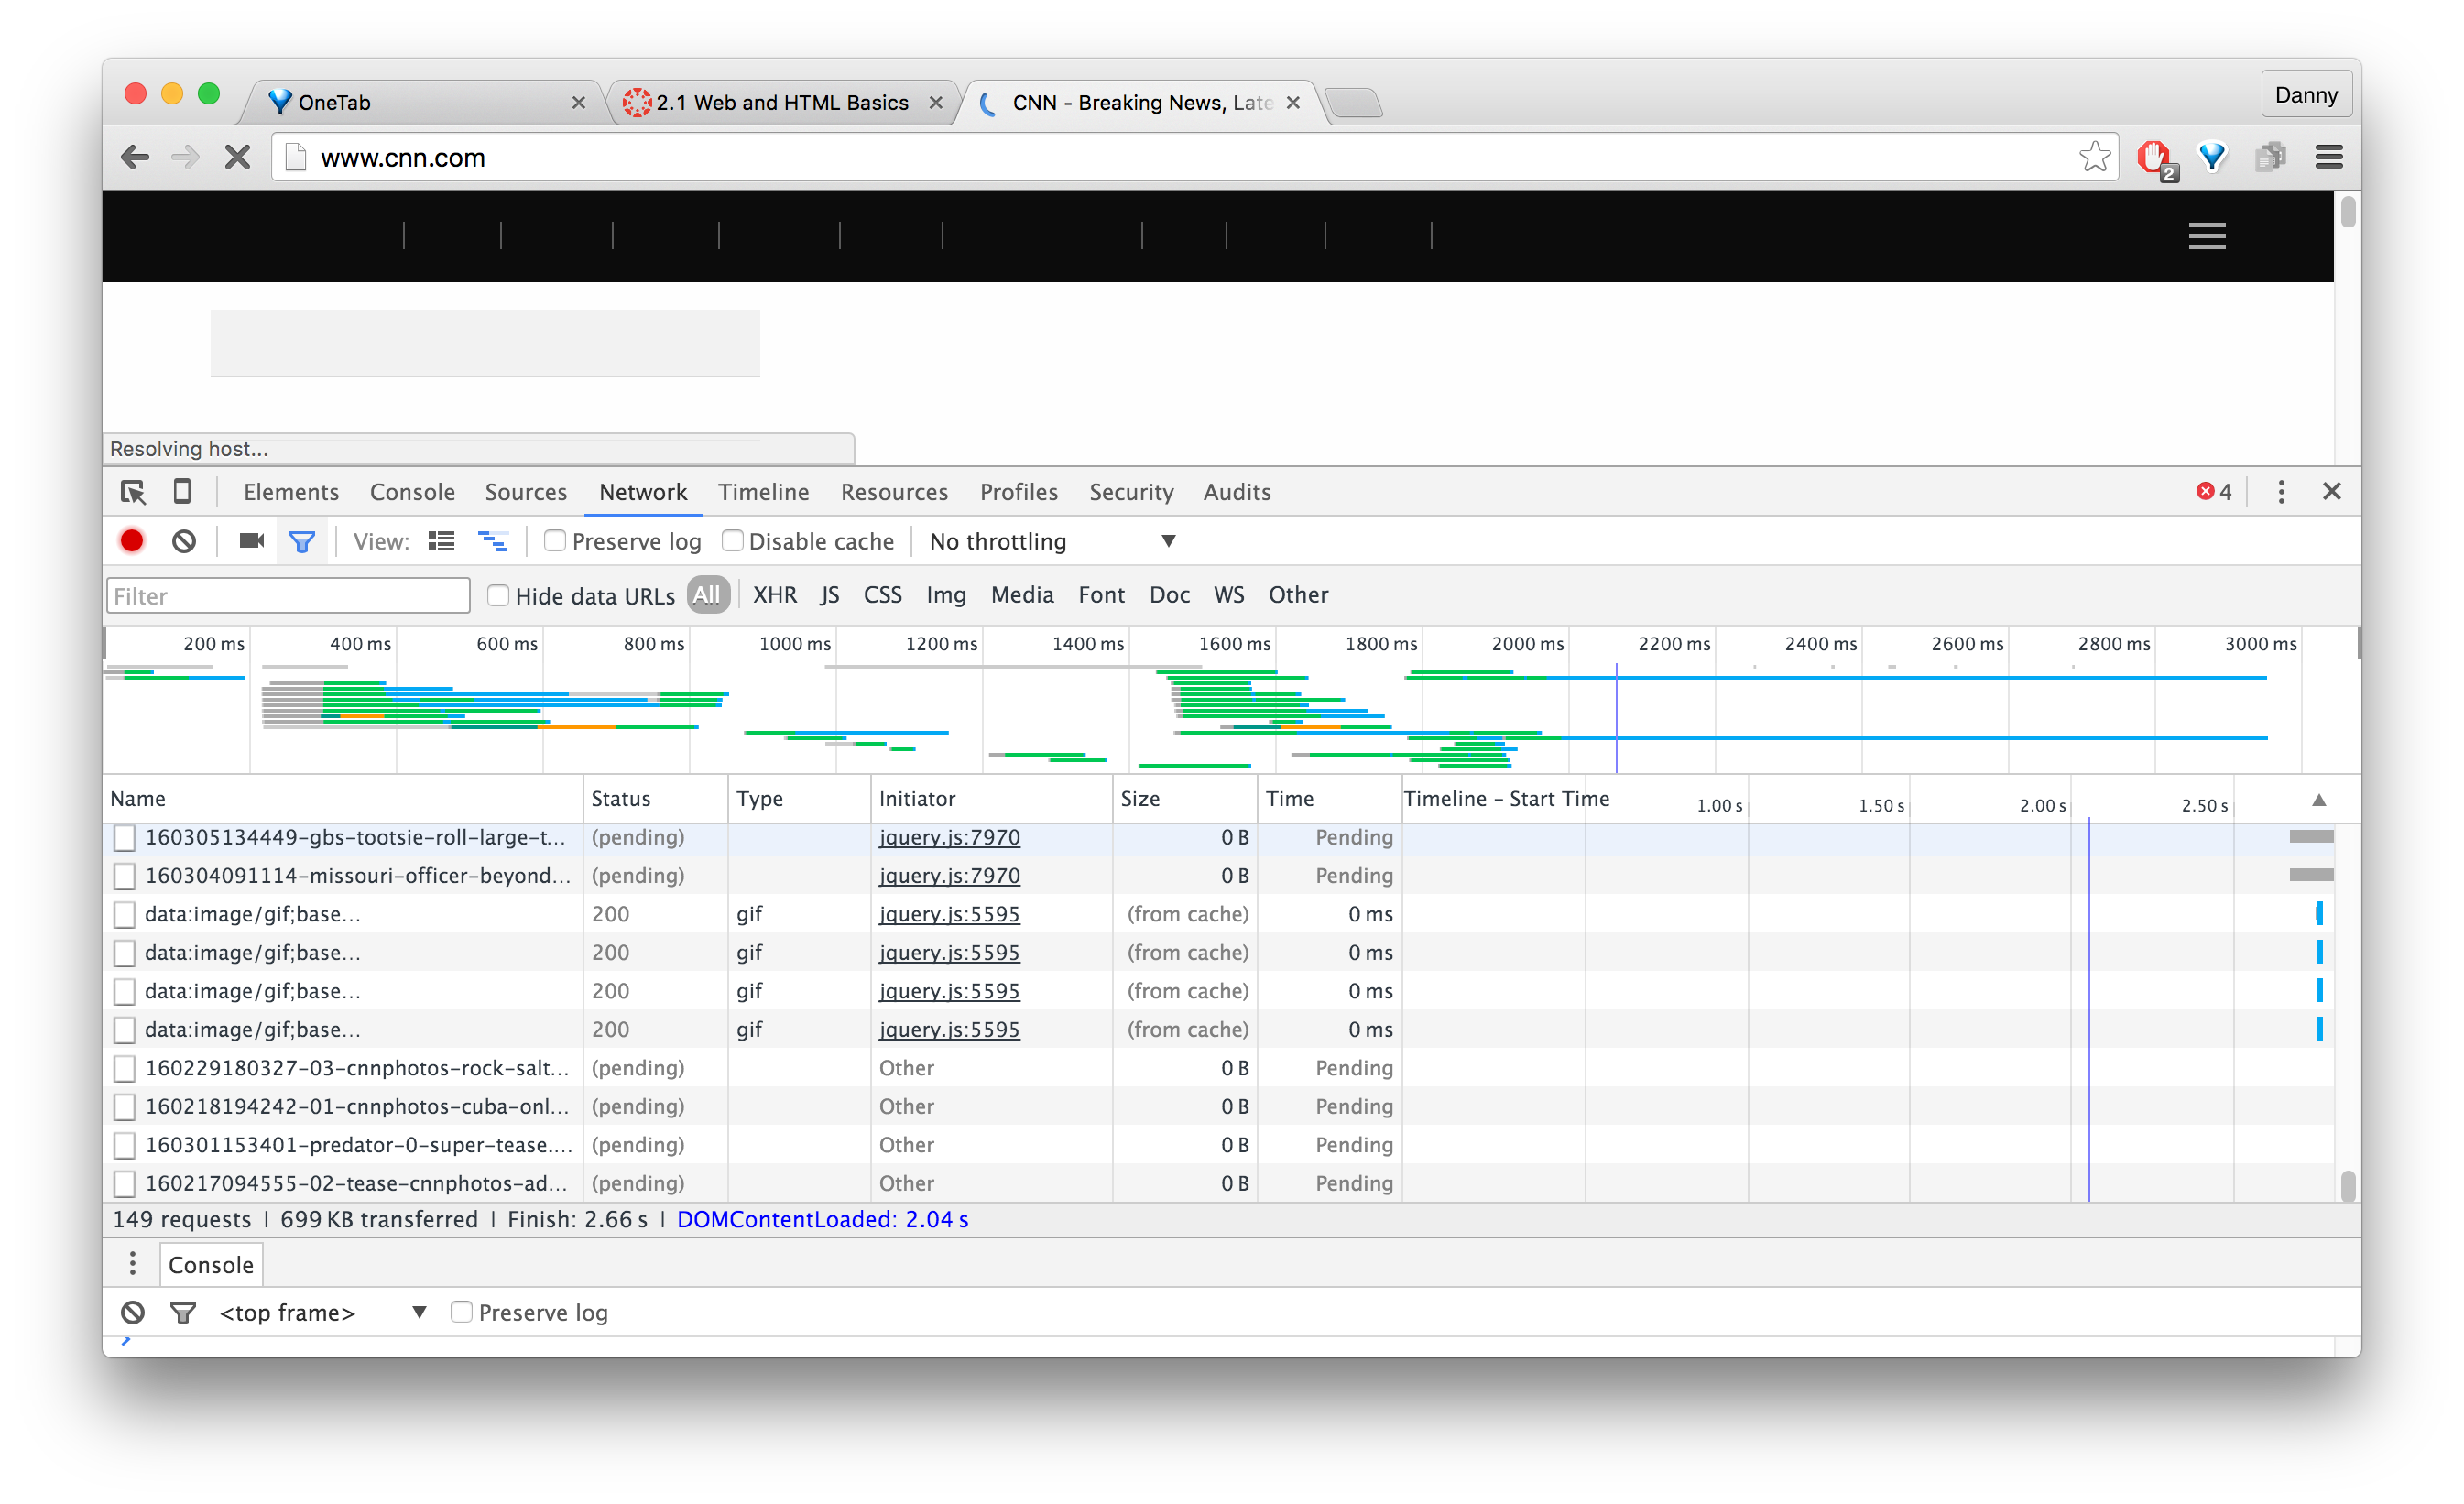 OneTab
2.1 Web and HTML Basics
CNN - Breaking News, Late
Danny
www.cnn.com
2
Resolving host...
Elements Console Sources Network Timeline Resources Profiles Security Audits 4
View: Preserve log Disable cache No throttling
Filter Hide data URLs All XHR JS CSS Img Media Font Doc WS Other
200 ms 400 ms 600 ms 800 ms 1000 ms 1200 ms 1400 ms 1600 ms 1800 ms 2000 ms 2200 ms 2400 ms 2600 ms 2800 ms 3000 ms
Name Status Type Initiator Size Time Timeline – Start Time 1.00 s 1.50 s 2.00 s 2.50 s
160305134449-gbs-tootsie-roll-large-t... (pending) jquery.js:7970 0 B Pending
160304091114-missouri-officer-beyond... (pending) jquery.js:7970 0 B Pending
data:image/gif;base... 200 gif jquery.js:5595 (from cache) 0 ms
data:image/gif;base... 200 gif jquery.js:5595 (from cache) 0 ms
data:image/gif;base... 200 gif jquery.js:5595 (from cache) 0 ms
data:image/gif;base... 200 gif jquery.js:5595 (from cache) 0 ms
160229180327-03-cnnphotos-rock-salt... (pending) Other 0 B Pending
160218194242-01-cnnphotos-cuba-onl... (pending) Other 0 B Pending
160301153401-predator-0-super-tease.... (pending) Other 0 B Pending
160217094555-02-tease-cnnphotos-ad... (pending) Other 0 B Pending
149 requests | 699 KB transferred | Finish: 2.66 s | DOMContentLoaded: 2.04 s
Console
<top frame> Preserve log